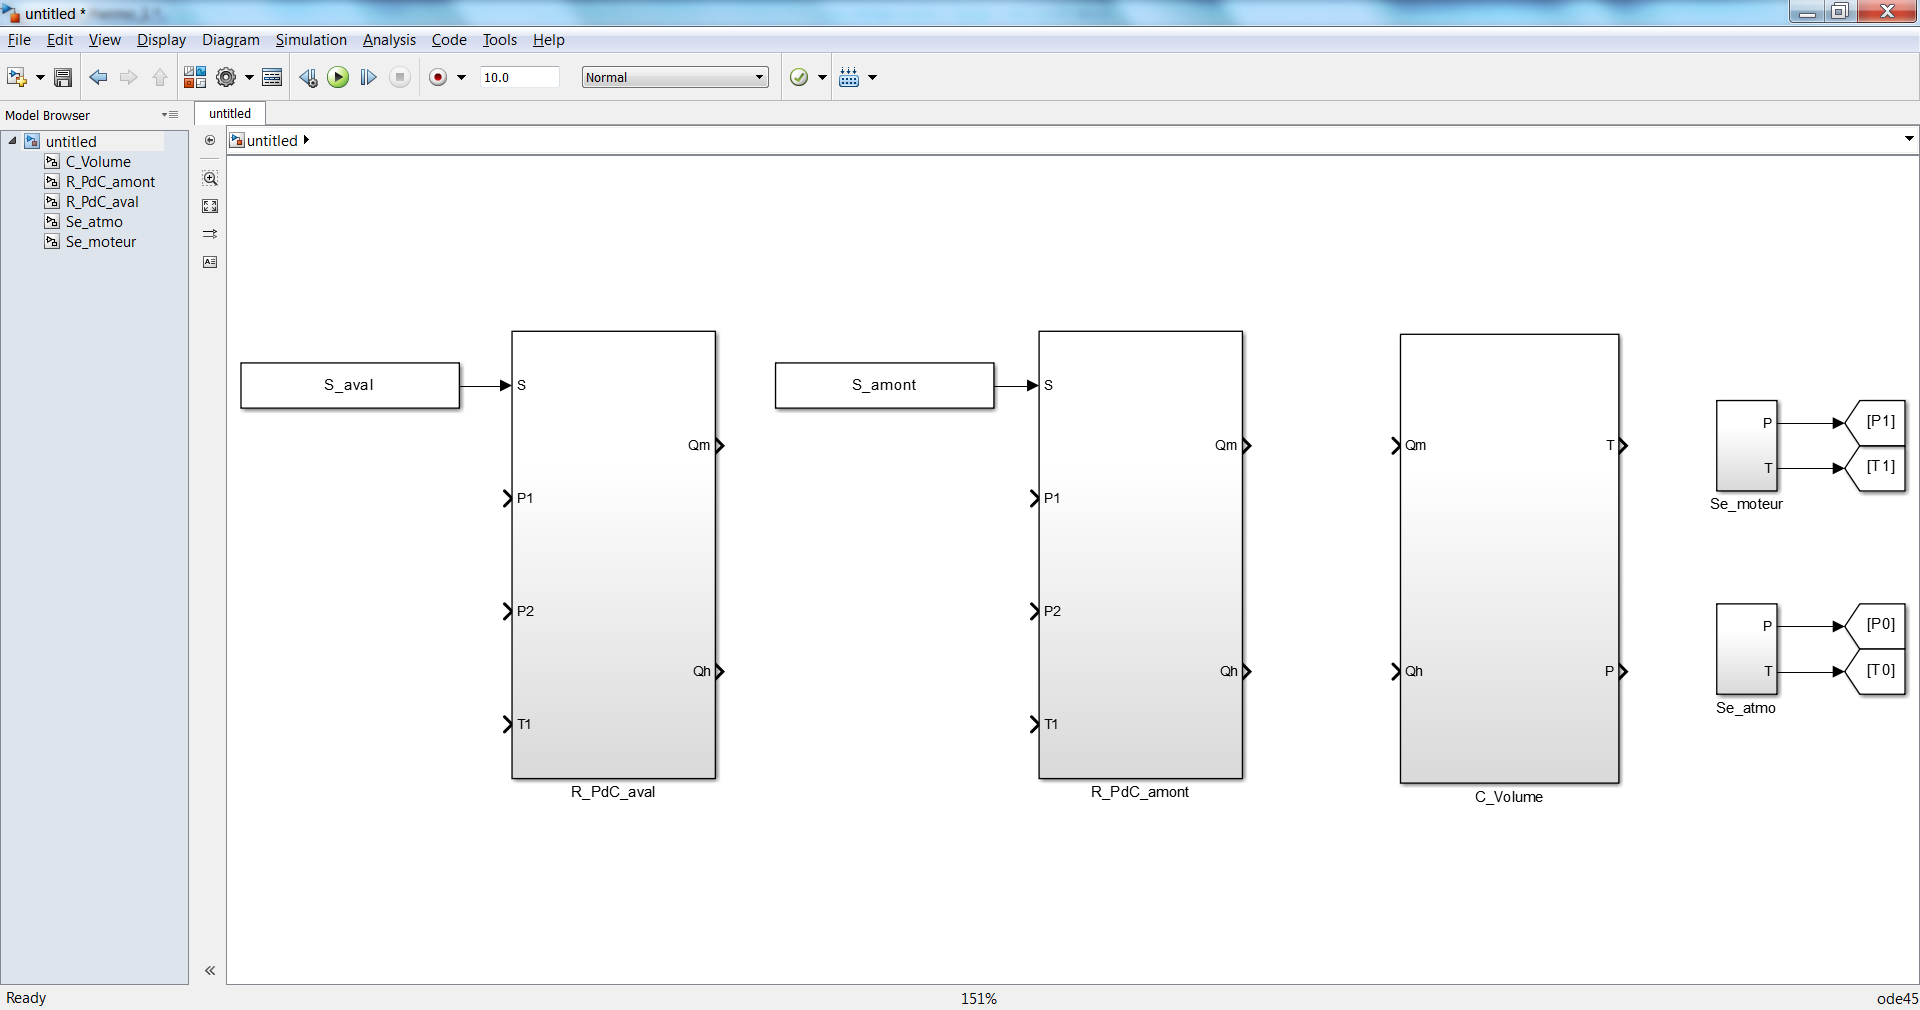 untitled *
File Edit View Display Diagram Simulation Analysis Code Tools Help
10.0 Normal
Model Browser
untitled
C_Volume
R_PdC_amont
R_PdC_aval
Se_atmo
Se_moteur
untitled
untitled
S_aval
S
Qm
P1
P2
Qh
T1
R_PdC_aval
S_amont
S
Qm
P1
P2
Qh
T1
R_PdC_amont
Qm T
Qh P
C_Volume
P [P1]
T [T1]
Se_moteur
P [P0]
T [T0]
Se_atmo
Ready 151% ode45